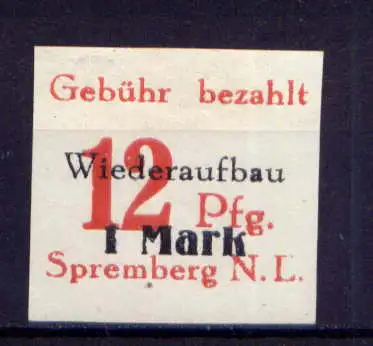 Gebühr bezahlt
Wiederaufbau
12 Pfg.
1 Mark
Spremberg N.L.